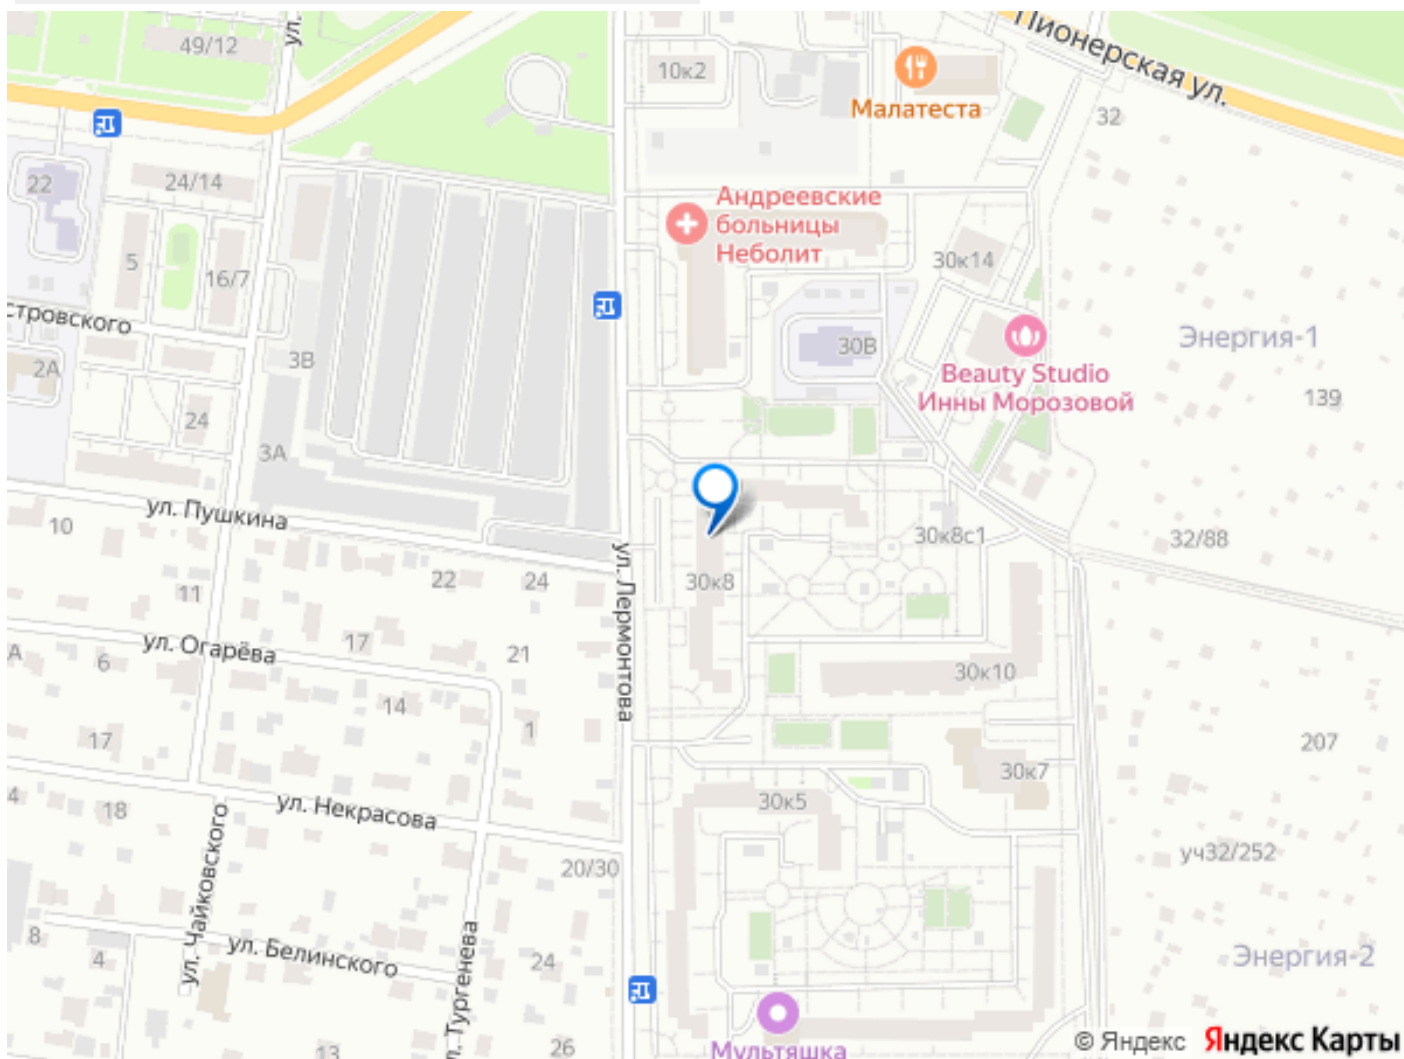 49/12
ул.
10к2
Малатеста
Пионерская ул.
32
22
24/14
Андреевские
больницы
Неболит
5
16/7
30к14
стровского
3В
30В
Энергия-1
2А
Beauty Studio
Инны Морозовой
139
24
3А
ул. Пушкина
10
30к8с1
32/88
22
24
30к8
11
ул. Лермонтова
ул. Огарёва
17
21
А
6
30к10
14
17
1
207
30к7
4
18
ул. Некрасова
30к5
уч32/252
20/30
ул. Чайковского
8
4
ул. Белинского
24
Энергия-2
л. Тургенева
13
26
Мультяшка
© Яндекс
Яндекс Карты